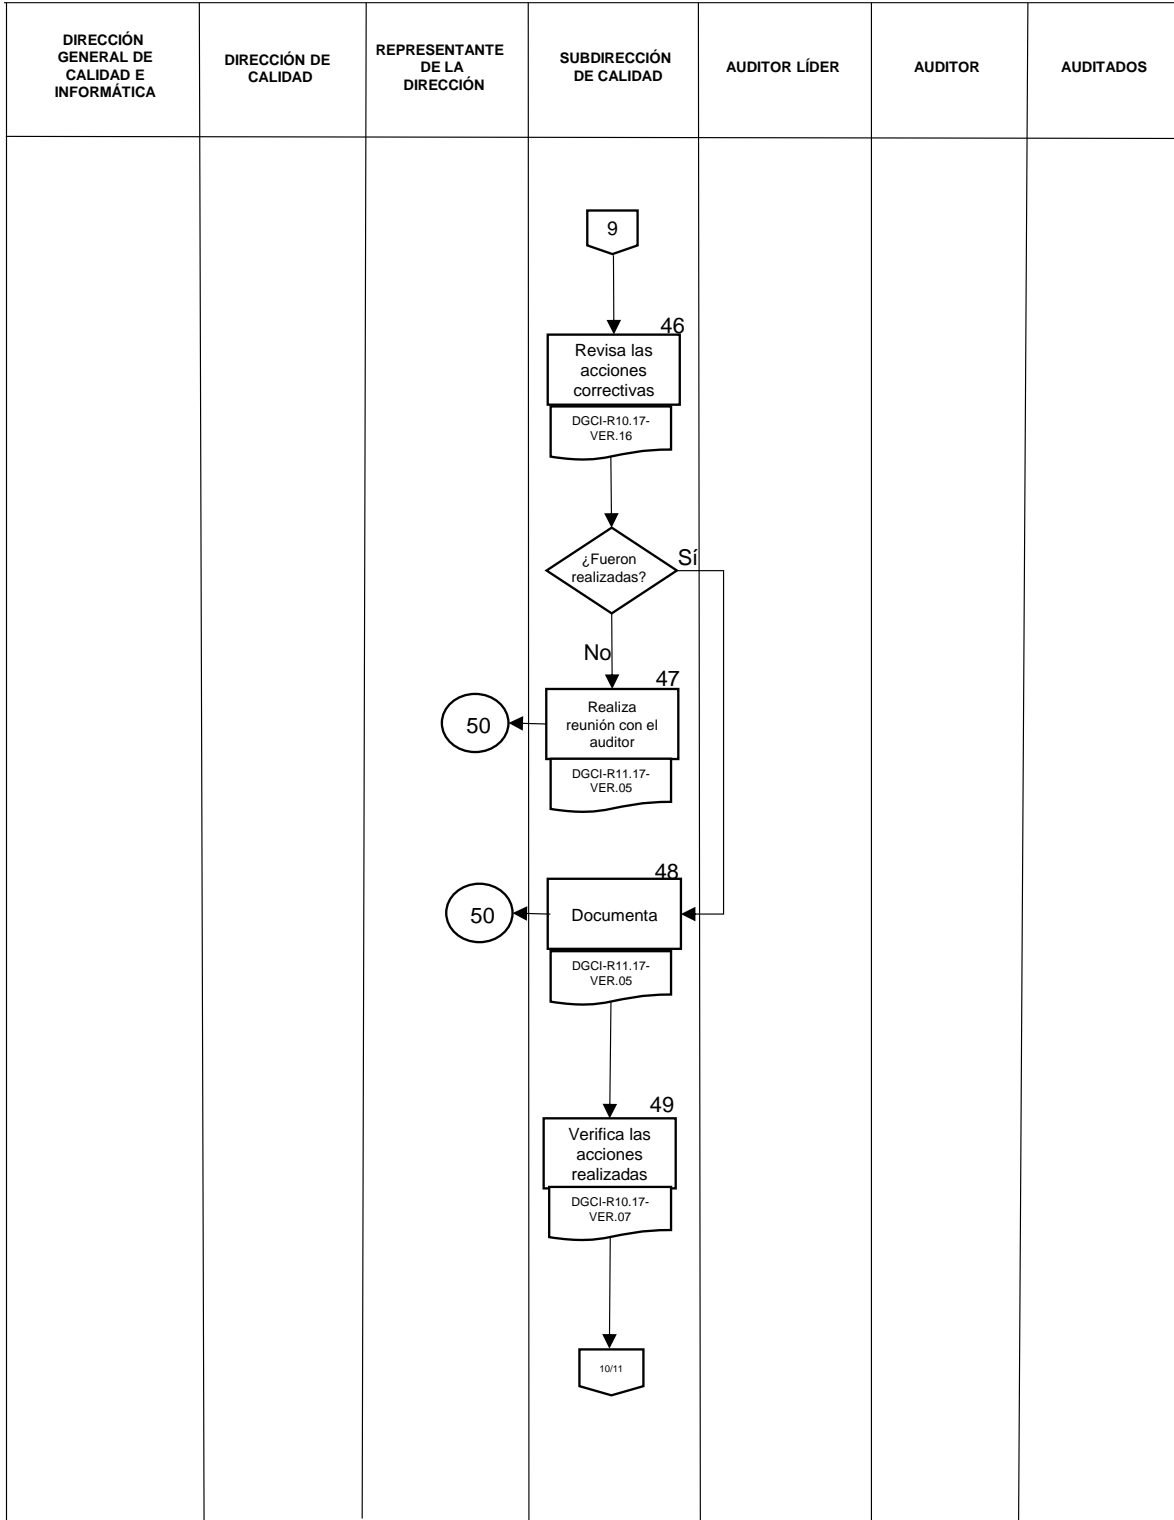 DIRECCIÓN
GENERAL DE
CALIDAD E
INFORMÁTICA
DIRECCIÓN DE
CALIDAD
REPRESENTANTE
DE LA
DIRECCIÓN
SUBDIRECCIÓN
DE CALIDAD
AUDITOR LÍDER
AUDITOR
AUDITADOS
9
46
Revisa las
acciones
correctivas
DGCI-R10.17-
VER.16
¿Fueron
realizadas?
Sí
No
47
Realiza
reunión con el
auditor
50
DGCI-R11.17-
VER.05
48
Documenta
50
DGCI-R11.17-
VER.05
49
Verifica las
acciones
realizadas
DGCI-R10.17-
VER.07
10/11